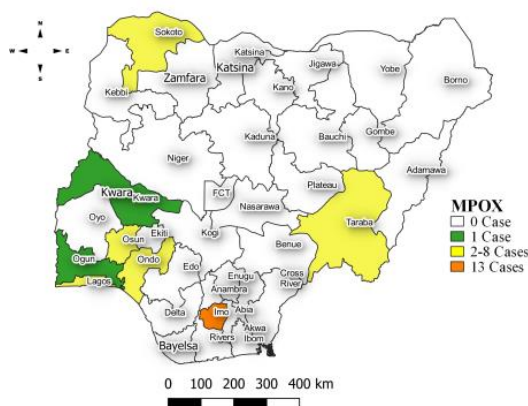 N
W E
S
Sokoto
Katsina
Zamfara
Katsina
Jigawa
Yobe
Borno
Kebbi
Kano
Gombe
Kaduna
Bauchi
Niger
Adamawa
Plateau
Kwara
Kwara
FCT
Nasarawa
Taraba
Oyo
Kogi
Ekiti
Osun
Benue
Ogun
Ondo
Edo
Enugu
Cross
River
Lagos
Anambra
Delta
Imo
Abia
Akwa
Ibom
Rivers
Bayelsa
MPOX
0 Case
1 Case
2-8 Cases
13 Cases
0 100 200 300 400 km